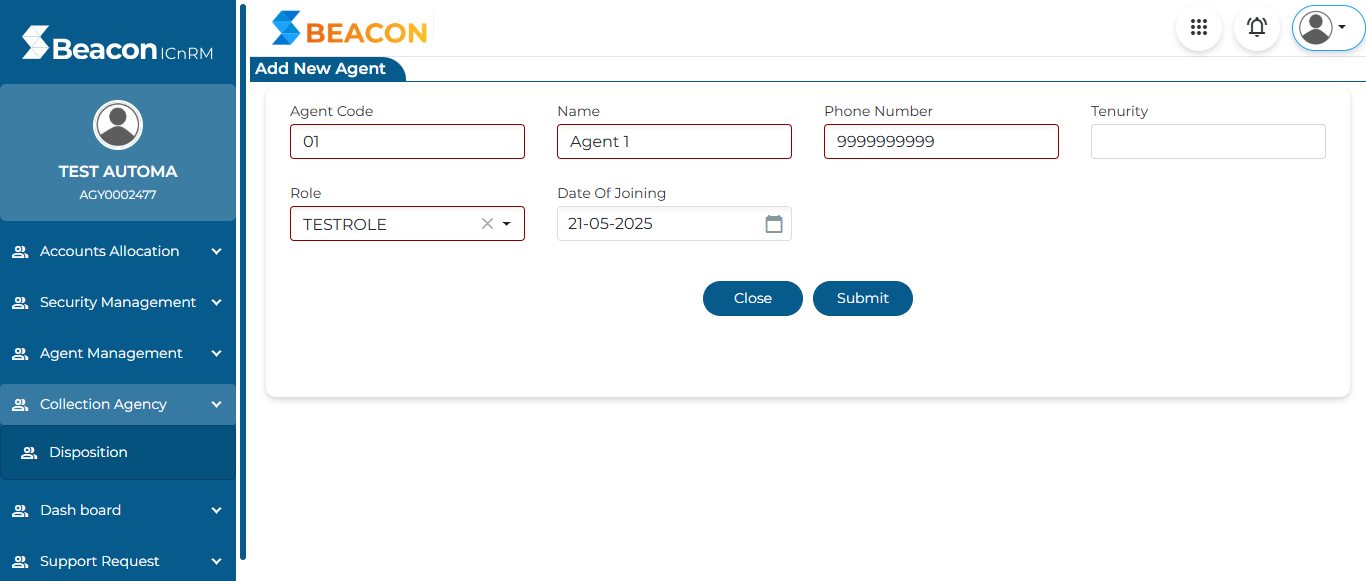 Beacon ICnRM
TEST AUTOMA
AGY0002477
Accounts Allocation
Security Management
Agent Management
Collection Agency
Disposition
Dash board
Support Request
BEACON
Add New Agent
Agent Code
Name
Phone Number
Tenurity
01
Agent 1
9999999999
Role
Date Of Joining
TESTROLE
21-05-2025
Close
Submit